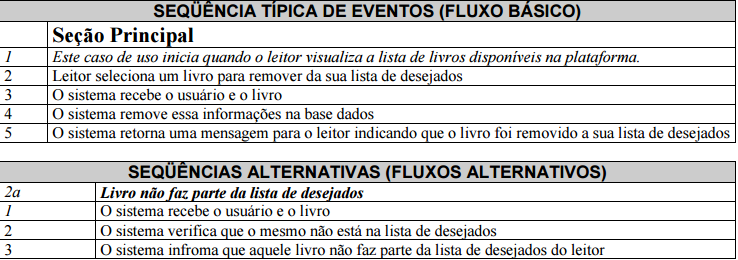 SEQÜÊNCIA TÍPICA DE EVENTOS (FLUXO BÁSICO)
Seção Principal
1 Este caso de uso inicia quando o leitor visualiza a lista de livros disponíveis na plataforma.
2 Leitor seleciona um livro para remover da sua lista de desejados
3 O sistema recebe o usuário e o livro
4 O sistema remove essa informações na base dados
5 O sistema retorna uma mensagem para o leitor indicando que o livro foi removido a sua lista de desejados
SEQÜÊNCIAS ALTERNATIVAS (FLUXOS ALTERNATIVOS)
2a Livro não faz parte da lista de desejados
1 O sistema recebe o usuário e o livro
2 O sistema verifica que o mesmo não está na lista de desejados
3 O sistema infroma que aquele livro não faz parte da lista de desejados do leitor